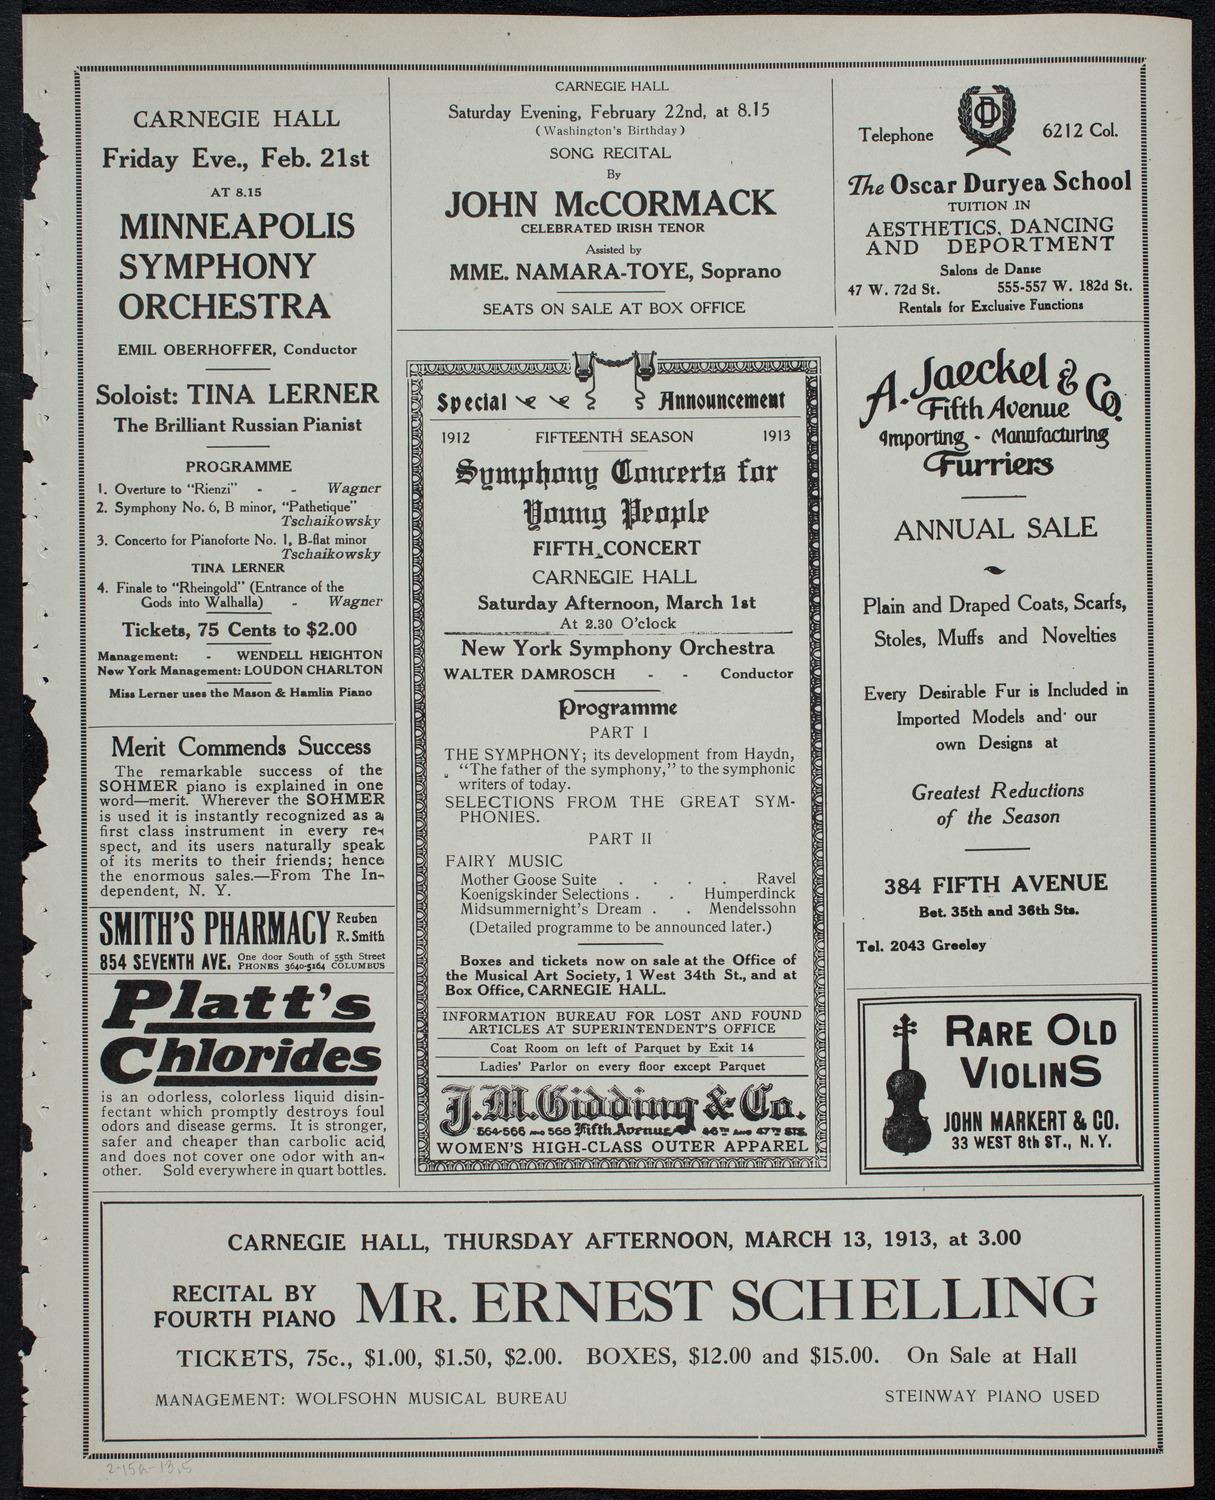 CARNEGIE HALL
Friday Eve., Feb. 21st
AT 8.15
MINNEAPOLIS
SYMPHONY
ORCHESTRA
EMIL OBERHOFFER, Conductor
Soloist: TINA LERNER
The Brilliant Russian Pianist
PROGRAMME
1. Overture to "Rienzi" - - Wagner
2. Symphony No. 6, B minor, "Pathetique"
Tschaikowsky
3. Concerto for Pianoforte No. 1, B-flat minor
Tschaikowsky
TINA LERNER
4. Finale to "Rheingold" (Entrance of the
Gods into Walhalla) - Wagner
Tickets, 75 Cents to $2.00
Management: - WENDELL HEIGHTON
New York Management: LOUDON CHARLTON
Miss Lerner uses the Mason & Hamlin Piano
Merit Commends Success
The remarkable success of the
SOHMER piano is explained in one
word—merit. Wherever the SOHMER
is used it is instantly recognized as a
first class instrument in every re-
spect, and its users naturally speak
of its merits to their friends; hence
the enormous sales.—From The In-
dependent, N. Y.
SMITH'S PHARMACY Reuben
R. Smith
854 SEVENTH AVE. One door South of 55th Street
PHONES 3640-5164 COLUMBUS
Platt's
Chlorides
is an odorless, colorless liquid disin-
fectant which promptly destroys foul
odors and disease germs. It is stronger,
safer and cheaper than carbolic acid
and does not cover one odor with an-
other. Sold everywhere in quart bottles.
CARNEGIE HALL
Saturday Evening, February 22nd, at 8.15
(Washington's Birthday)
SONG RECITAL
By
JOHN McCORMACK
CELEBRATED IRISH TENOR
Assisted by
MME. NAMARA-TOYE, Soprano
SEATS ON SALE AT BOX OFFICE
Special Announcement
1912 FIFTEENTH SEASON 1913
Symphony Concerts for
Young People
FIFTH CONCERT
CARNEGIE HALL
Saturday Afternoon, March 1st
At 2.30 O'clock
New York Symphony Orchestra
WALTER DAMROSCH - - Conductor
Programme
PART I
THE SYMPHONY; its development from Haydn,
"The father of the symphony," to the symphonic
writers of today.
SELECTIONS FROM THE GREAT SYM-
PHONIES.
PART II
FAIRY MUSIC
Mother Goose Suite . . . . Ravel
Koenigskinder Selections . . Humperdinck
Midsummernight's Dream . . Mendelssohn
(Detailed programme to be announced later.)
Boxes and tickets now on sale at the Office of
the Musical Art Society, 1 West 34th St., and at
Box Office, CARNEGIE HALL.
INFORMATION BUREAU FOR LOST AND FOUND
ARTICLES AT SUPERINTENDENT'S OFFICE
Coat Room on left of Parquet by Exit 14
Ladies' Parlor on every floor except Parquet
J.M. Gidding & Co.
564-566 AND 568 Fifth Avenue 46TH AND 47TH STS.
WOMEN'S HIGH-CLASS OUTER APPAREL
OD
Telephone 6212 Col.
The Oscar Duryea School
TUITION IN
AESTHETICS, DANCING
AND DEPORTMENT
Salons de Danse
47 W. 72d St. 555-557 W. 182d St.
Rentals for Exclusive Functions
A. Jaeckel & Co.
Fifth Avenue
Importing - Manufacturing
Furriers
ANNUAL SALE
Plain and Draped Coats, Scarfs,
Stoles, Muffs and Novelties
Every Desirable Fur is Included in
Imported Models and our
own Designs at
Greatest Reductions
of the Season
384 FIFTH AVENUE
Bet. 35th and 36th Sts.
Tel. 2043 Greeley
RARE OLD
VIOLINS
JOHN MARKERT & CO.
33 WEST 8th ST., N. Y.
CARNEGIE HALL, THURSDAY AFTERNOON, MARCH 13, 1913, at 3.00
RECITAL BY
FOURTH PIANO MR. ERNEST SCHELLING
TICKETS, 75c., $1.00, $1.50, $2.00. BOXES, $12.00 and $15.00. On Sale at Hall
MANAGEMENT: WOLFSOHN MUSICAL BUREAU STEINWAY PIANO USED
2-15a-13.5